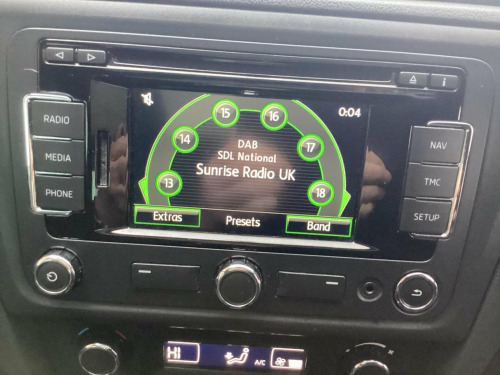 RADIO
MEDIA
PHONE
i
NAV
TMC
SETUP
0:04
13
14
15
16
17
18
DAB
SDL National
Sunrise Radio UK
Extras
Presets
Band
HI
A/C